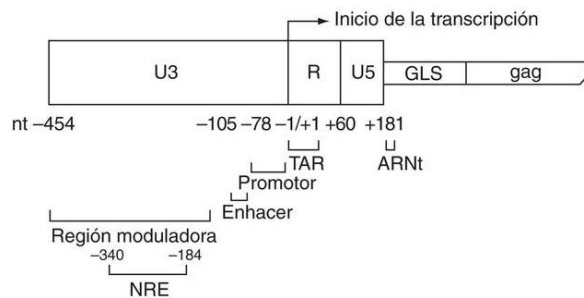 Inicio de la transcripción
U3 R U5 GLS gag
nt –454 –105 –78 –1/+1 +60 +181
TAR ARNt
Promotor
Enhacer
Región moduladora
–340 –184
NRE